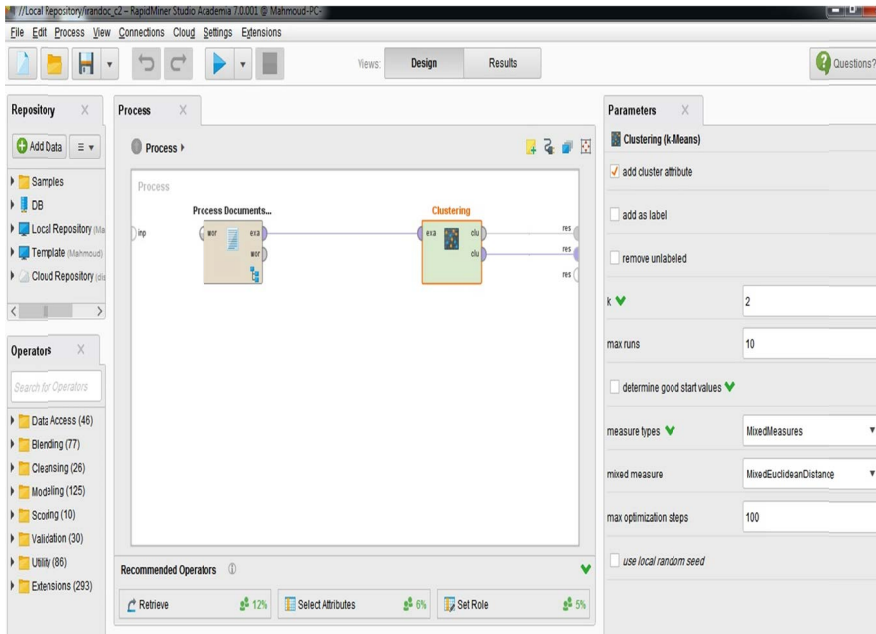 //Local Repository/irandoc_c2 – RapidMiner Studio Academia 7.0.001 @ Mahmoud-PC-
File Edit Process View Connections Cloud Settings Extensions
Views: Design Results Questions?
Repository
Add Data
Samples
DB
Local Repository (Ma
Template (Mahmoud)
Cloud Repository (dis
Operators
Search for Operators
Data Access (46)
Blending (77)
Cleansing (26)
Modeling (125)
Scoring (10)
Validation (30)
Utility (86)
Extensions (293)
Process
Process
Process
Process Documents...
Clustering
inp
wor exa
wor
exa clu
clu
res
res
res
Recommended Operators
Retrieve 12%
Select Attributes 6%
Set Role 5%
Parameters
Clustering (k-Means)
add cluster attribute
add as label
remove unlabeled
k 2
max runs 10
determine good start values
measure types MixedMeasures
mixed measure MixedEuclideanDistance
max optimization steps 100
use local random seed